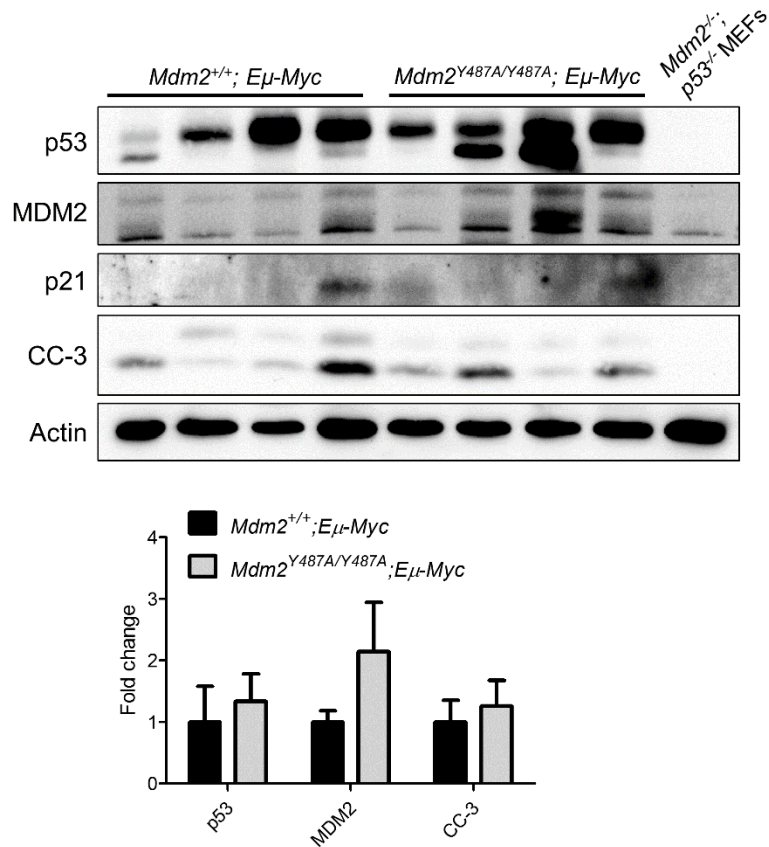 Mdm2+/+; Eμ-Myc
Mdm2Y487A/Y487A; Eμ-Myc
Mdm2-/-;
p53-/- MEFs
p53
MDM2
p21
CC-3
Actin
Mdm2+/+;Eμ-Myc
Mdm2Y487A/Y487A;Eμ-Myc
Fold change
4
3
2
1
0
p53
MDM2
CC-3